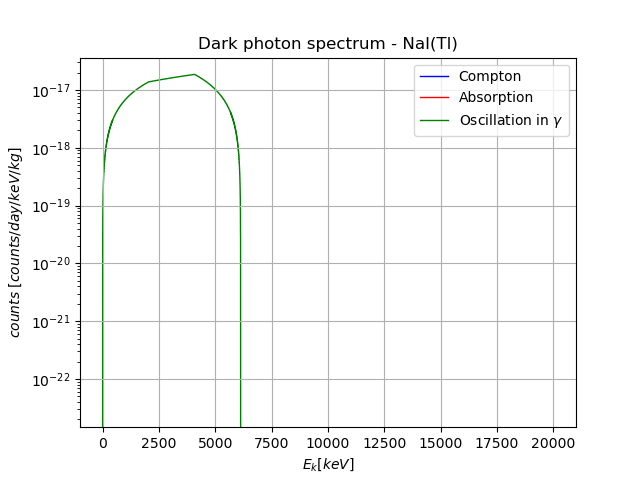 Dark photon spectrum - NaI(Tl)
Compton
Absorption
Oscillation in γ
counts [counts/day/keV/kg]
10^-17
10^-18
10^-19
10^-20
10^-21
10^-22
0 2500 5000 7500 10000 12500 15000 17500 20000
E_k[keV]